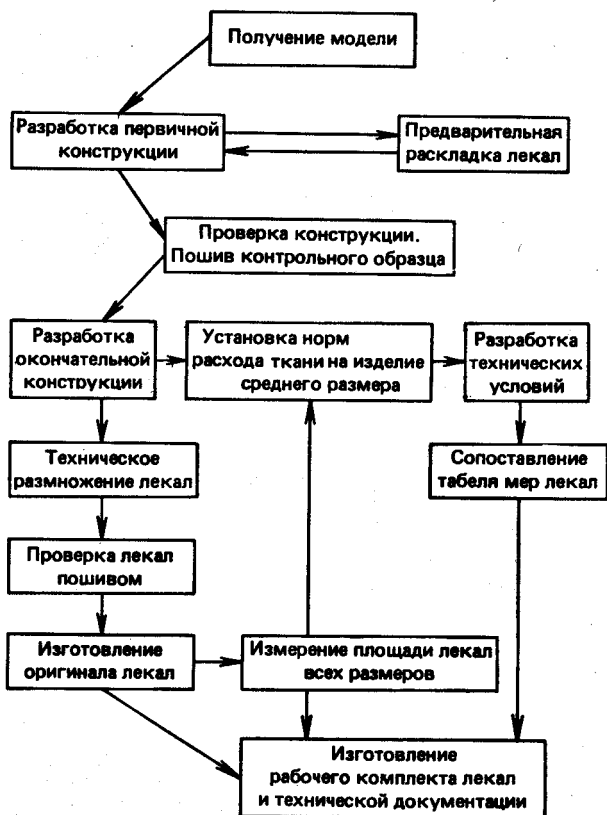 Получение модели
Разработка первичной
конструкции
Предварительная
раскладка лекал
Проверка конструкции.
Пошив контрольного образца
Разработка
окончательной
конструкции
Установка норм
расхода ткани на изделие
среднего размера
Разработка
технических
условий
Техническое
размножение лекал
Сопоставление
табеля мер лекал
Проверка лекал
пошивом
Изготовление
оригинала лекал
Измерение площади лекал
всех размеров
Изготовление
рабочего комплекта лекал
и технической документации